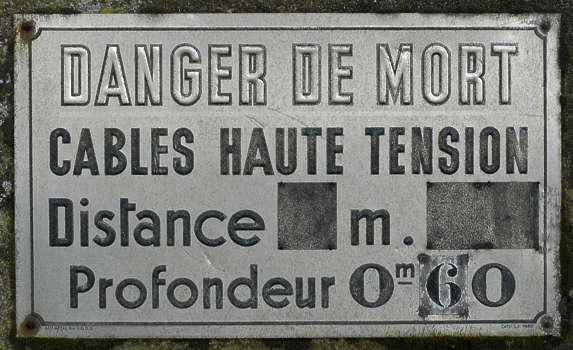 DANGER DE MORT
CABLES HAUTE TENSION
Distance m.
Profondeur 0m60